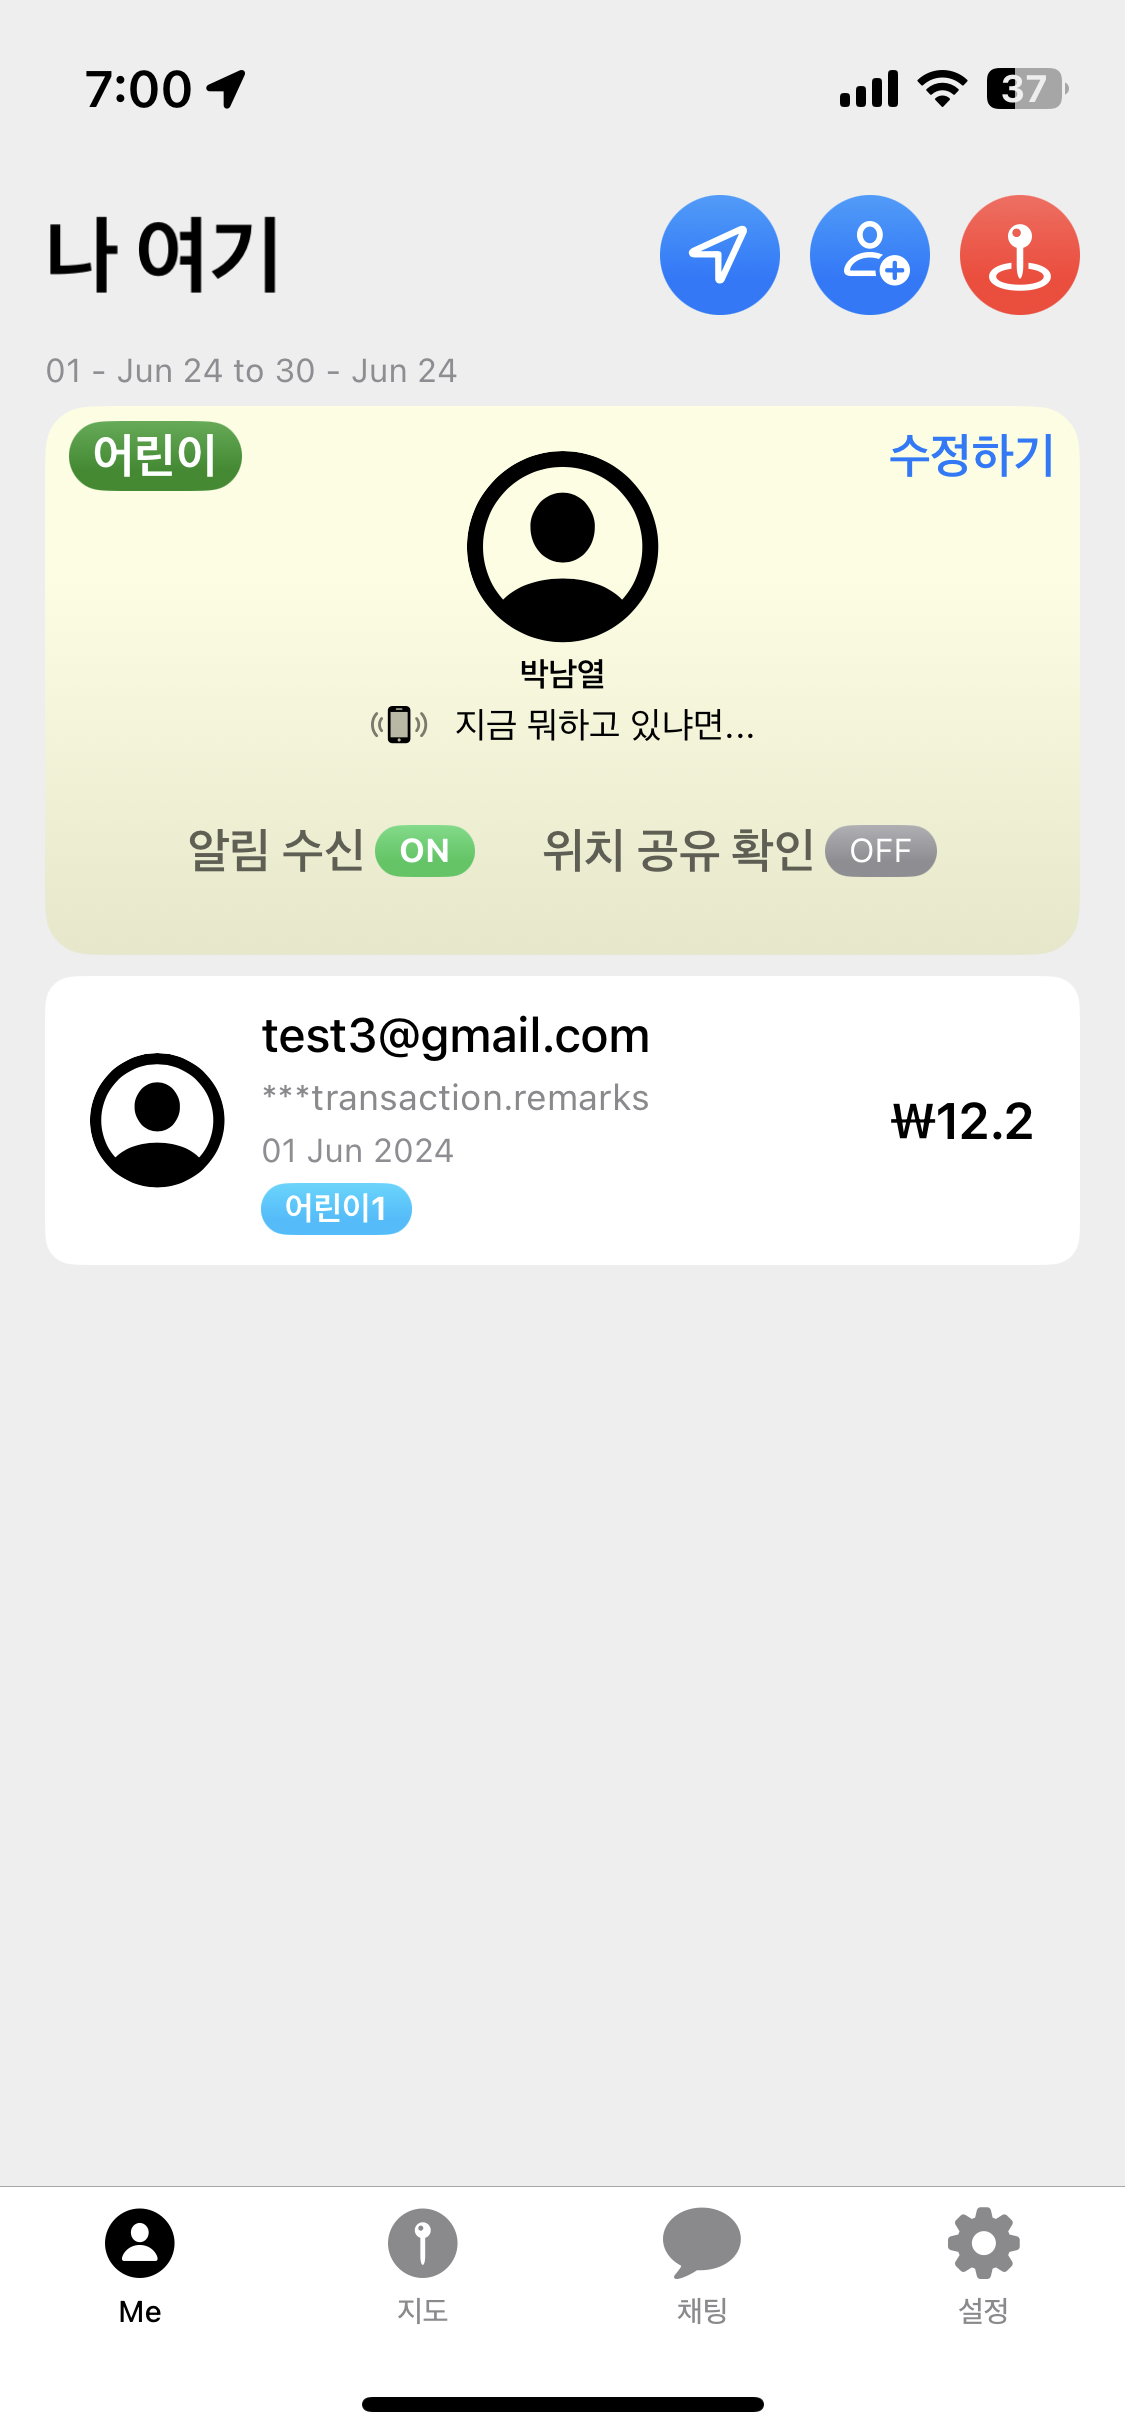 7:00
37
나 여기
01 - Jun 24 to 30 - Jun 24
어린이
수정하기
박남열
지금 뭐하고 있냐면...
알림 수신 ON 위치 공유 확인 OFF
test3@gmail.com
***transaction.remarks
01 Jun 2024
어린이1
₩12.2
Me
지도
채팅
설정